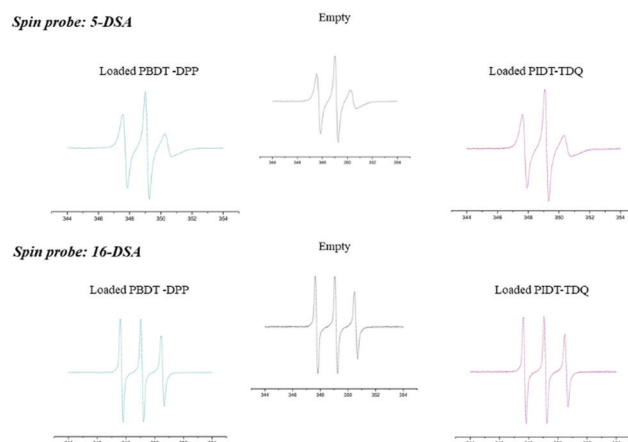 Spin probe: 5-DSA
Empty
Loaded PBDT -DPP
Loaded PIDT-TDQ
344 346 348 350 352 354
344 346 348 350 352 354
344 346 348 350 352 354
Spin probe: 16-DSA
Empty
Loaded PBDT -DPP
Loaded PIDT-TDQ
344 346 348 350 352 354